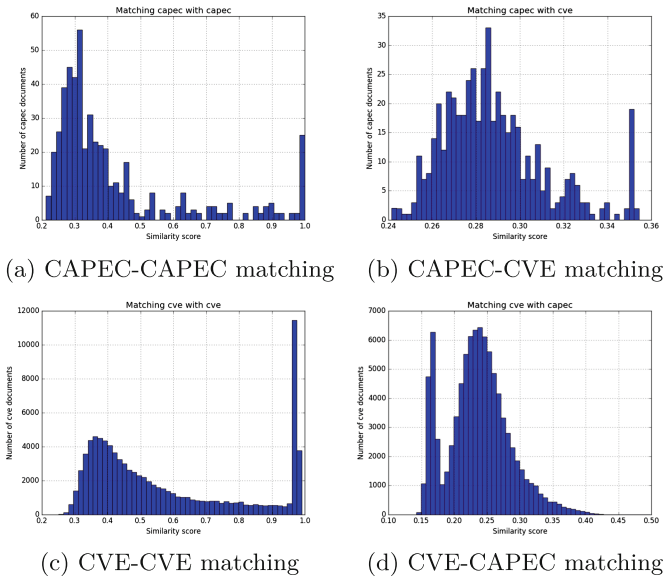 Matching capec with capec
60
50
40
30
20
10
0
Number of capec documents
0.2 0.3 0.4 0.5 0.6 0.7 0.8 0.9 1.0
Similarity score
(a) CAPEC-CAPEC matching
Matching capec with cve
35
30
25
20
15
10
5
0
Number of capec documents
0.24 0.26 0.28 0.30 0.32 0.34 0.36
Similarity score
(b) CAPEC-CVE matching
Matching cve with cve
12000
10000
8000
6000
4000
2000
0
Number of cve documents
0.2 0.3 0.4 0.5 0.6 0.7 0.8 0.9 1.0
Similarity score
(c) CVE-CVE matching
Matching cve with capec
7000
6000
5000
4000
3000
2000
1000
0
Number of cve documents
0.10 0.15 0.20 0.25 0.30 0.35 0.40 0.45 0.50
Similarity score
(d) CVE-CAPEC matching